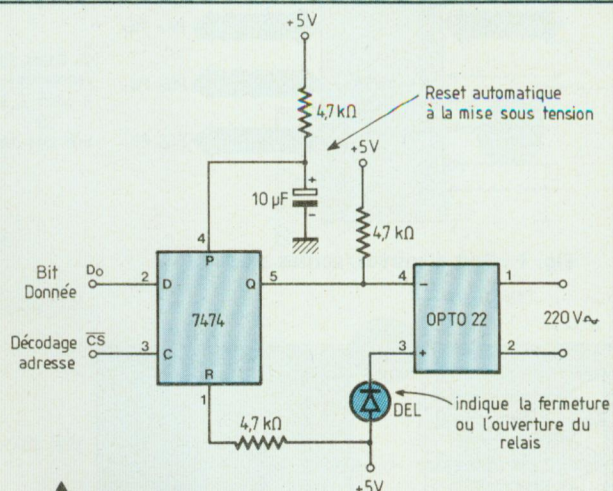 +5V
4,7 kΩ
Reset automatique
à la mise sous tension
+5V
10 µF
+
−
4,7 kΩ
4
P
Bit
Donnée
Do
2
D
Q
5
4
−
1
7474
OPTO 22
220 V~
Décodage
adresse
C̅S̅
3
C
3
+
2
R
1
DEL
indique la fermeture
ou l'ouverture du
relais
4,7 kΩ
+5V